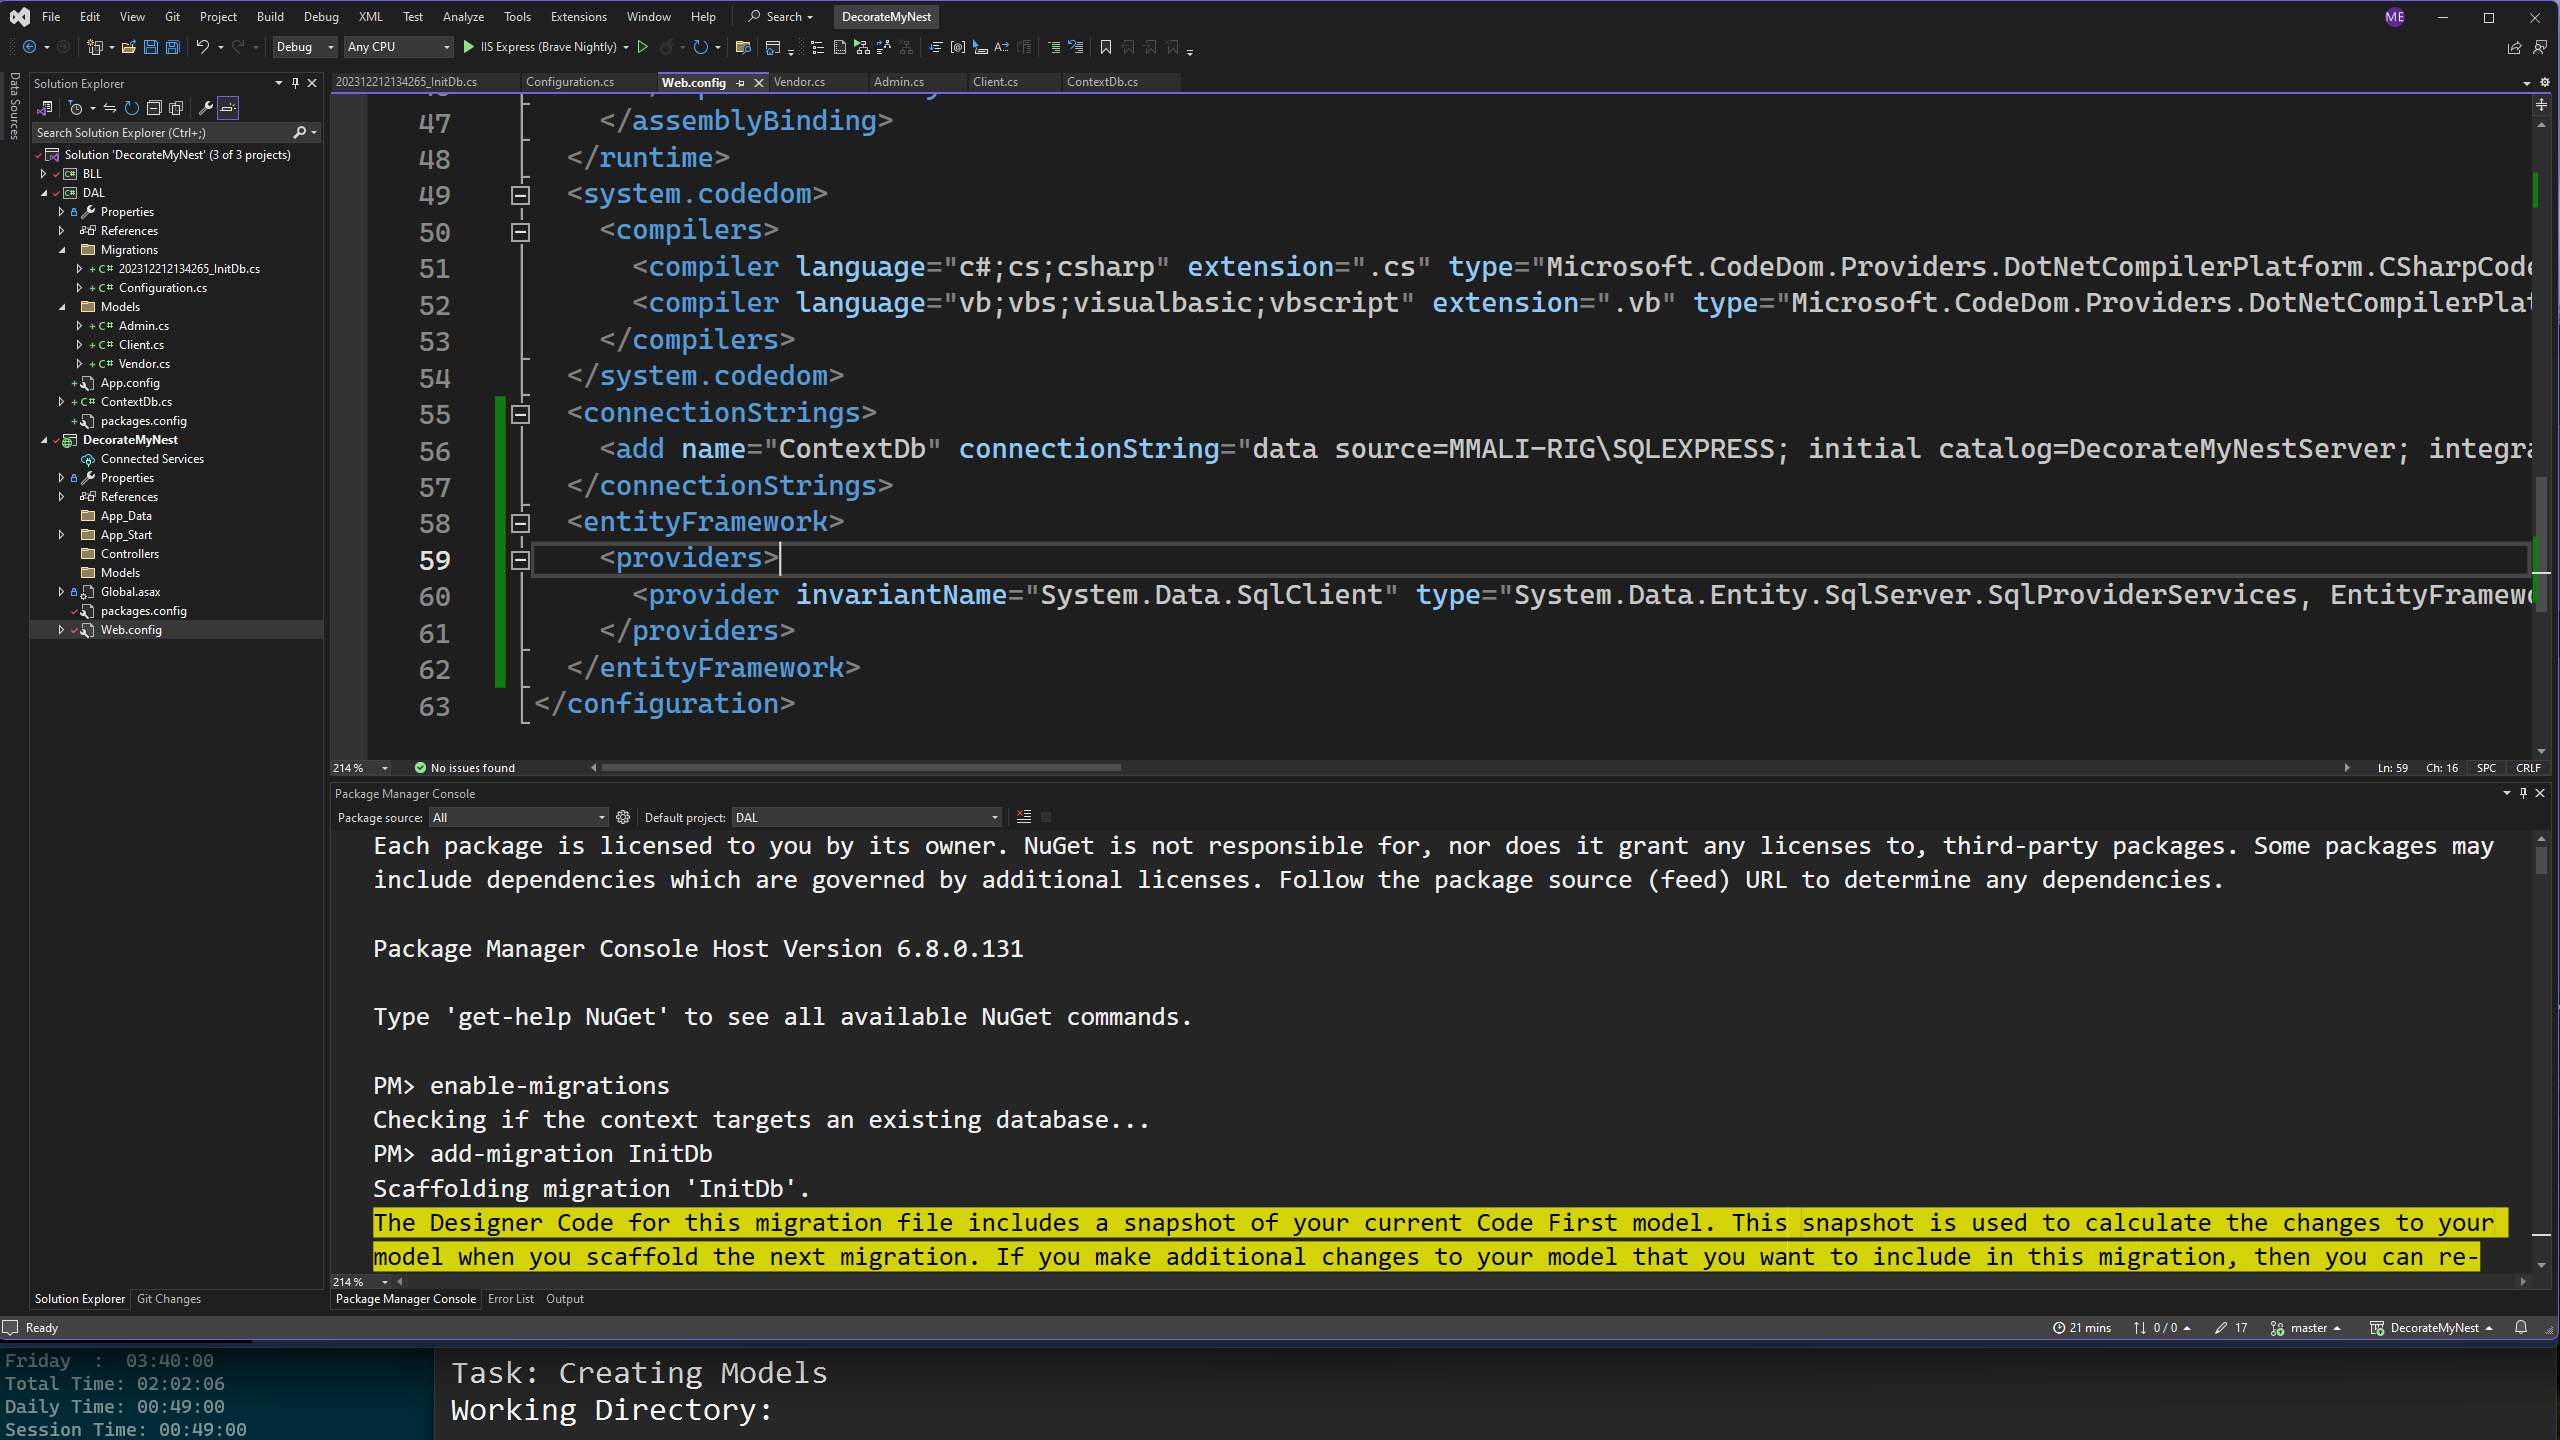 File Edit View Git Project Build Debug XML Test Analyze Tools Extensions Window Help Search DecorateMyNest ME
Debug Any CPU IIS Express (Brave Nightly)
Data Sources
Solution Explorer
Search Solution Explorer (Ctrl+;)
Solution 'DecorateMyNest' (3 of 3 projects)
BLL
DAL
Properties
References
Migrations
202312212134265_InitDb.cs
Configuration.cs
Models
Admin.cs
Client.cs
Vendor.cs
App.config
ContextDb.cs
packages.config
DecorateMyNest
Connected Services
Properties
References
App_Data
App_Start
Controllers
Models
Global.asax
packages.config
Web.config
Solution Explorer Git Changes
202312212134265_InitDb.cs Configuration.cs Web.config Vendor.cs Admin.cs Client.cs ContextDb.cs
47 </assemblyBinding>
48 </runtime>
49 <system.codedom>
50 <compilers>
51 <compiler language="c#;cs;csharp" extension=".cs" type="Microsoft.CodeDom.Providers.DotNetCompilerPlatform.CSharpCode
52 <compiler language="vb;vbs;visualbasic;vbscript" extension=".vb" type="Microsoft.CodeDom.Providers.DotNetCompilerPlat
53 </compilers>
54 </system.codedom>
55 <connectionStrings>
56 <add name="ContextDb" connectionString="data source=MMALI-RIG\SQLEXPRESS; initial catalog=DecorateMyNestServer; integra
57 </connectionStrings>
58 <entityFramework>
59 <providers>
60 <provider invariantName="System.Data.SqlClient" type="System.Data.Entity.SqlServer.SqlProviderServices, EntityFramewo
61 </providers>
62 </entityFramework>
63 </configuration>
214 % No issues found Ln: 59 Ch: 16 SPC CRLF
Package Manager Console
Package source: All Default project: DAL
Each package is licensed to you by its owner. NuGet is not responsible for, nor does it grant any licenses to, third-party packages. Some packages may
include dependencies which are governed by additional licenses. Follow the package source (feed) URL to determine any dependencies.
Package Manager Console Host Version 6.8.0.131
Type 'get-help NuGet' to see all available NuGet commands.
PM> enable-migrations
Checking if the context targets an existing database...
PM> add-migration InitDb
Scaffolding migration 'InitDb'.
The Designer Code for this migration file includes a snapshot of your current Code First model. This snapshot is used to calculate the changes to your
model when you scaffold the next migration. If you make additional changes to your model that you want to include in this migration, then you can re-
214 %
Package Manager Console Error List Output
Ready 21 mins 0 / 0 17 master DecorateMyNest
Friday : 03:40:00
Total Time: 02:02:06
Daily Time: 00:49:00
Session Time: 00:49:00
Task: Creating Models
Working Directory: